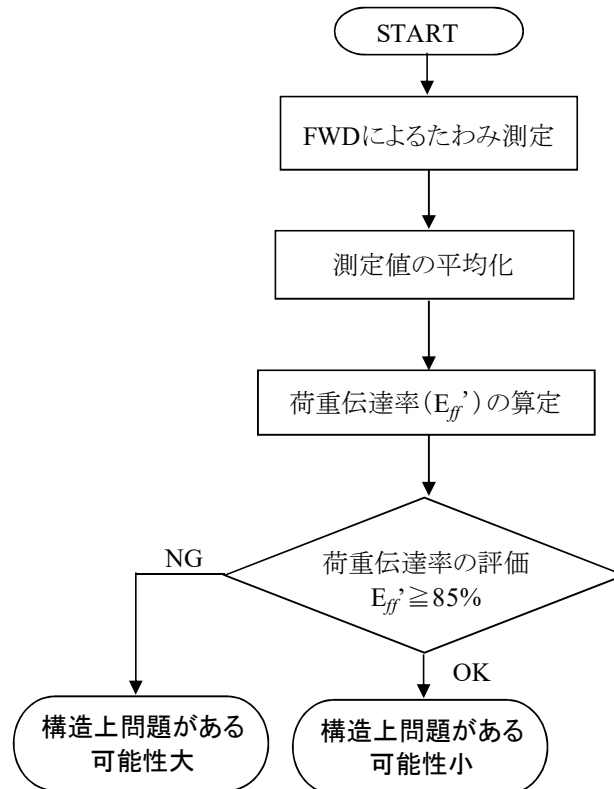 START
FWDによるたわみ測定
測定値の平均化
荷重伝達率(Eff’)の算定
荷重伝達率の評価
Eff’≧85%
NG
OK
構造上問題がある
可能性大
構造上問題がある
可能性小